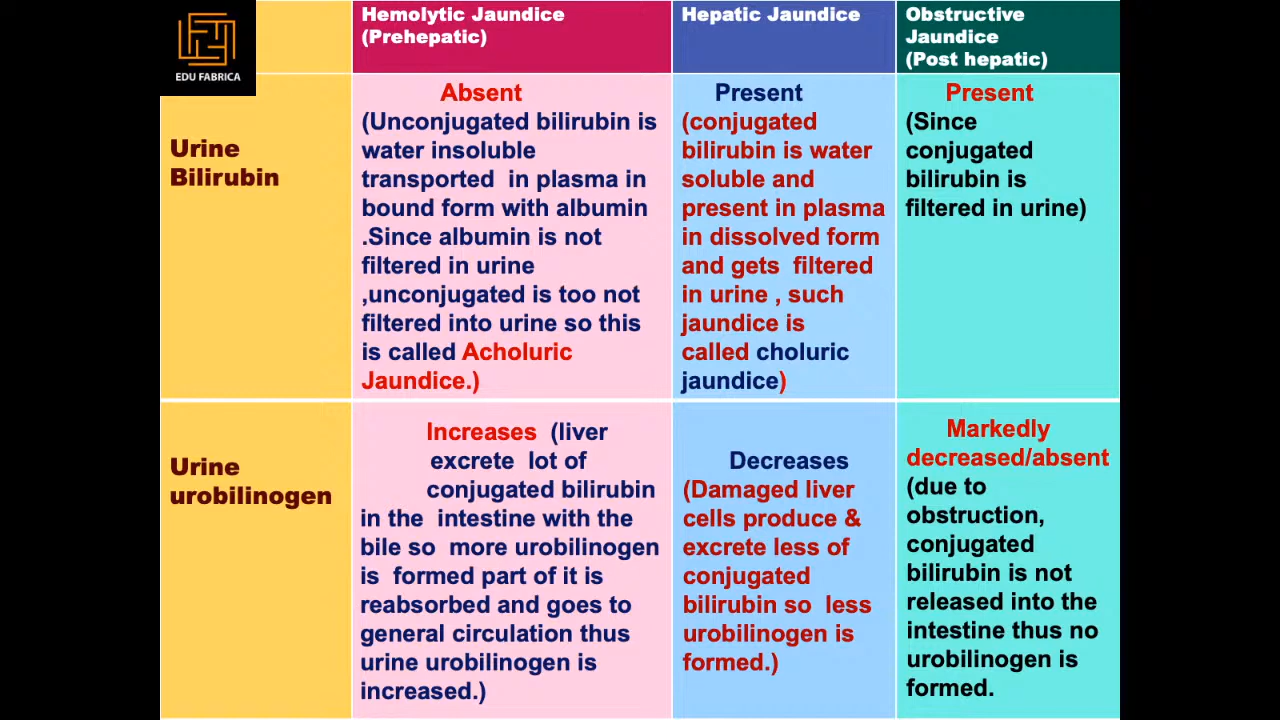 EDU FABRICA
Hemolytic Jaundice
(Prehepatic)
Hepatic Jaundice
Obstructive
Jaundice
(Post hepatic)
Urine
Bilirubin
Absent
(Unconjugated bilirubin is
water insoluble
transported in plasma in
bound form with albumin
.Since albumin is not
filtered in urine
,unconjugated is too not
filtered into urine so this
is called Acholuric
Jaundice.)
Present
(conjugated
bilirubin is water
soluble and
present in plasma
in dissolved form
and gets filtered
in urine , such
jaundice is
called choluric
jaundice)
Present
(Since
conjugated
bilirubin is
filtered in urine)
Urine
urobilinogen
Increases (liver
excrete lot of
conjugated bilirubin
in the intestine with the
bile so more urobilinogen
is formed part of it is
reabsorbed and goes to
general circulation thus
urine urobilinogen is
increased.)
Decreases
(Damaged liver
cells produce &
excrete less of
conjugated
bilirubin so less
urobilinogen is
formed.)
Markedly
decreased/absent
(due to
obstruction,
conjugated
bilirubin is not
released into the
intestine thus no
urobilinogen is
formed.